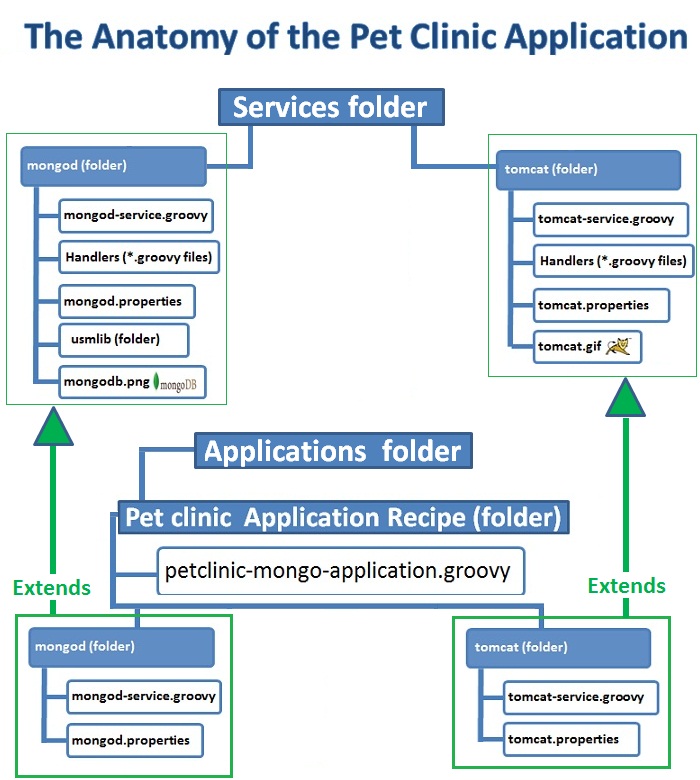 The Anatomy of the Pet Clinic Application
Services folder
mongod (folder)
mongod-service.groovy
Handlers (*.groovy files)
mongod.properties
usmlib (folder)
mongodb.png mongoDB
tomcat (folder)
tomcat-service.groovy
Handlers (*.groovy files)
tomcat.properties
tomcat.gif
Applications folder
Pet clinic Application Recipe (folder)
petclinic-mongo-application.groovy
Extends
Extends
mongod (folder)
mongod-service.groovy
mongod.properties
tomcat (folder)
tomcat-service.groovy
tomcat.properties